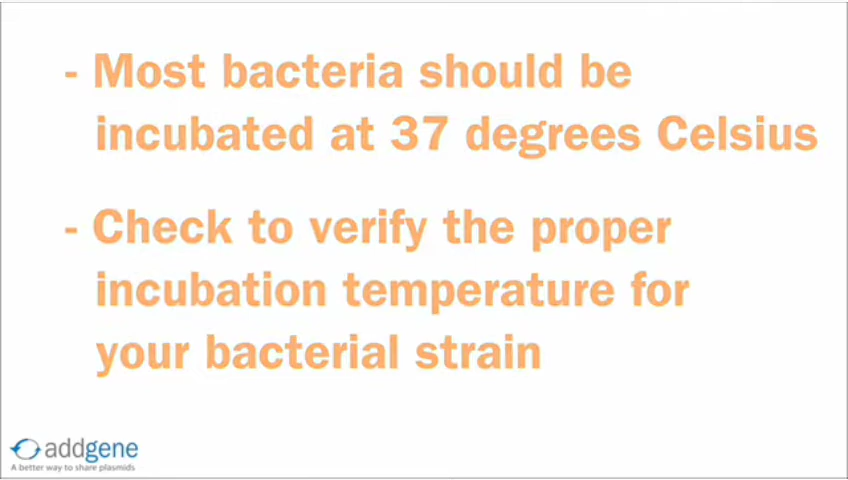 - Most bacteria should be
incubated at 37 degrees Celsius
- Check to verify the proper
incubation temperature for
your bacterial strain
addgene
A better way to share plasmids